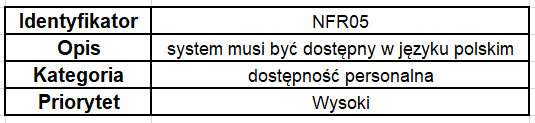 Identyfikator NFR05
Opis system musi być dostępny w języku polskim
Kategoria dostępność personalna
Priorytet Wysoki